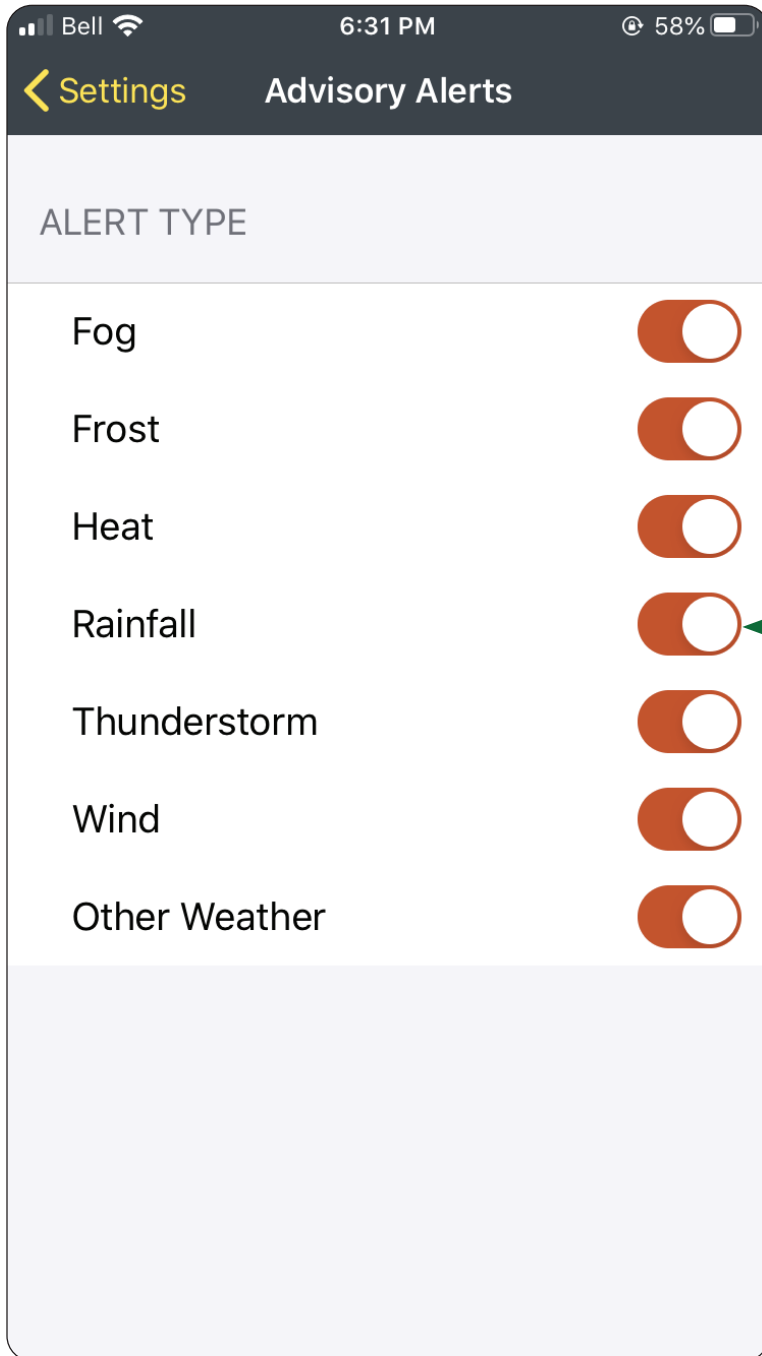 Bell 6:31 PM 58%
Settings Advisory Alerts
ALERT TYPE
Fog
Frost
Heat
Rainfall
Thunderstorm
Wind
Other Weather